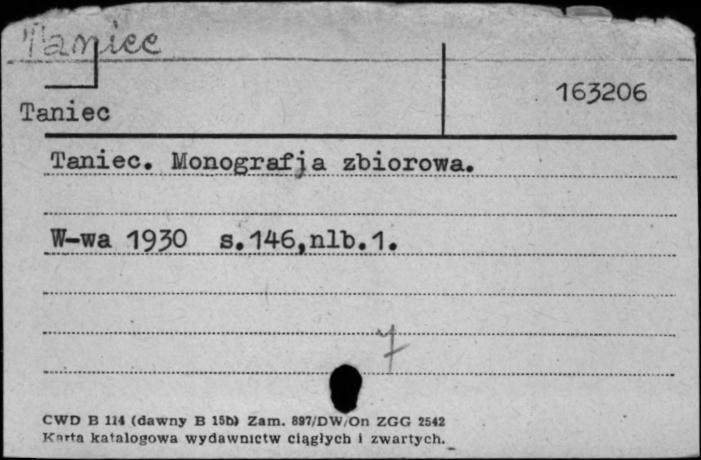 Taniec
163206
Taniec
Taniec. Monografja zbiorowa.
W-wa 1930 s.146,nlb.1.
7
CWD B 114 (dawny B 15b) Zam. 897/DW/On ZGG 2542
Karta katalogowa wydawnictw ciągłych i zwartych.